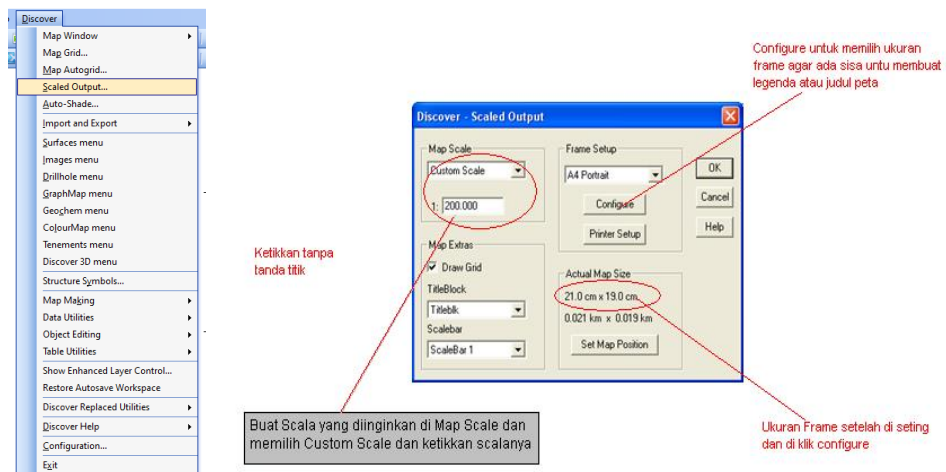 Discover
Map Window
Map Grid...
Map Autogrid...
Scaled Output...
Auto-Shade...
Import and Export
Surfaces menu
Images menu
Drillhole menu
GraphMap menu
Geochem menu
ColourMap menu
Tenements menu
Discover 3D menu
Structure Symbols...
Map Making
Data Utilities
Object Editing
Table Utilities
Show Enhanced Layer Control...
Restore Autosave Workspace
Discover Replaced Utilities
Discover Help
Configuration...
Exit
Ketikkan tanpa
tanda titik
Configure untuk memilih ukuran
frame agar ada sisa untu membuat
legenda atau judul peta
Discover - Scaled Output
Map Scale
Custom Scale
1: 200.000
Map Extras
Draw Grid
TitleBlock
Titleblk
Scalebar
ScaleBar 1
Frame Setup
A4 Portrait
Configure
Printer Setup
Actual Map Size
21.0 cm x 19.0 cm
0.021 km x 0.019 km
Set Map Position
OK
Cancel
Help
Buat Scala yang diinginkan di Map Scale dan
memilih Custom Scale dan ketikkan scalanya
Ukuran Frame setelah di seting
dan di klik configure